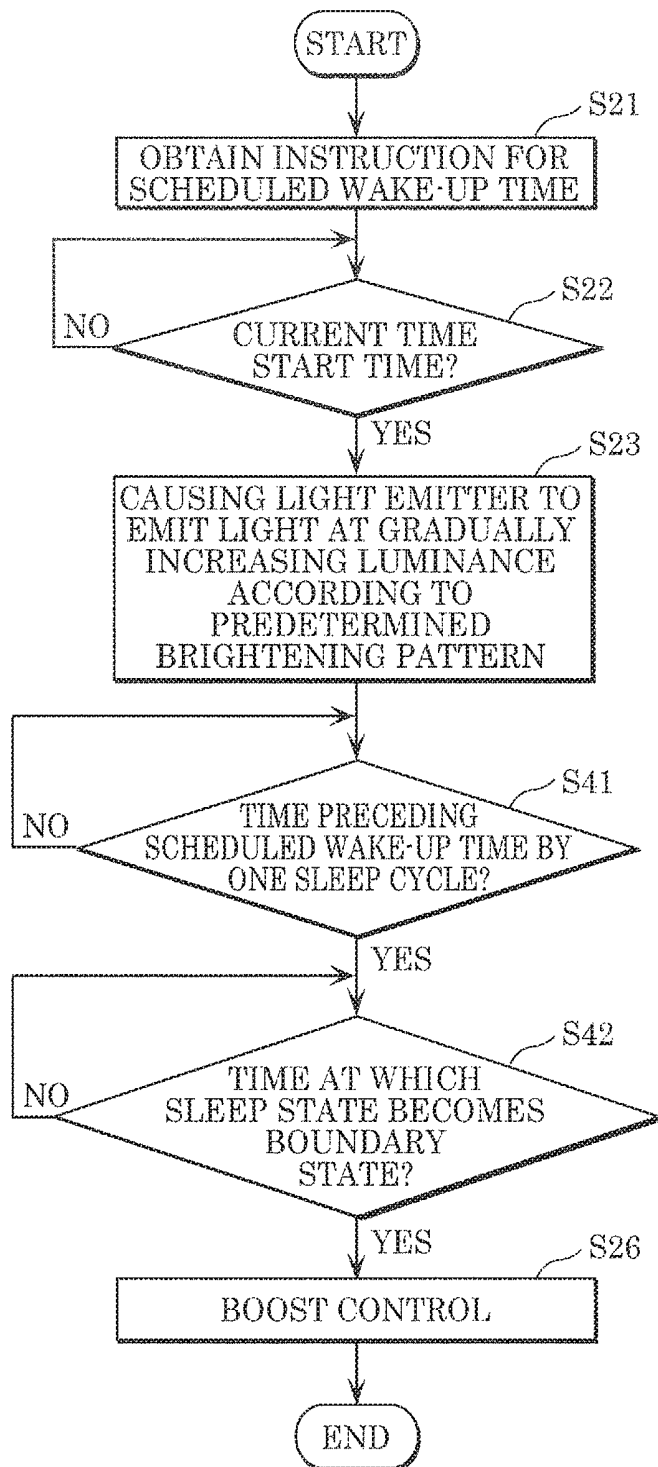 START
S21
OBTAIN INSTRUCTION FOR
SCHEDULED WAKE-UP TIME
S22
NO
CURRENT TIME
START TIME?
YES
S23
CAUSING LIGHT EMITTER TO
EMIT LIGHT AT GRADUALLY
INCREASING LUMINANCE
ACCORDING TO
PREDETERMINED
BRIGHTENING PATTERN
S41
NO
TIME PRECEDING
SCHEDULED WAKE-UP TIME BY
ONE SLEEP CYCLE?
YES
S42
NO
TIME AT WHICH
SLEEP STATE BECOMES
BOUNDARY
STATE?
YES
S26
BOOST CONTROL
END